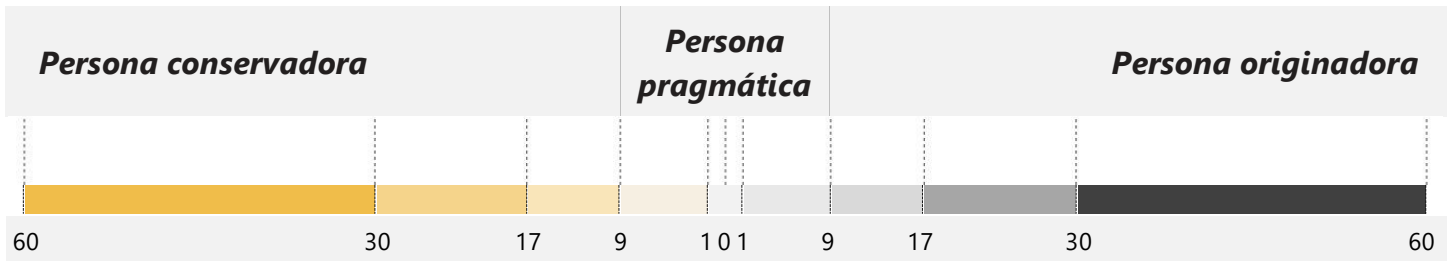 Persona conservadora
Persona
pragmática
Persona originadora
60 30 17 9 1 0 1 9 17 30 60